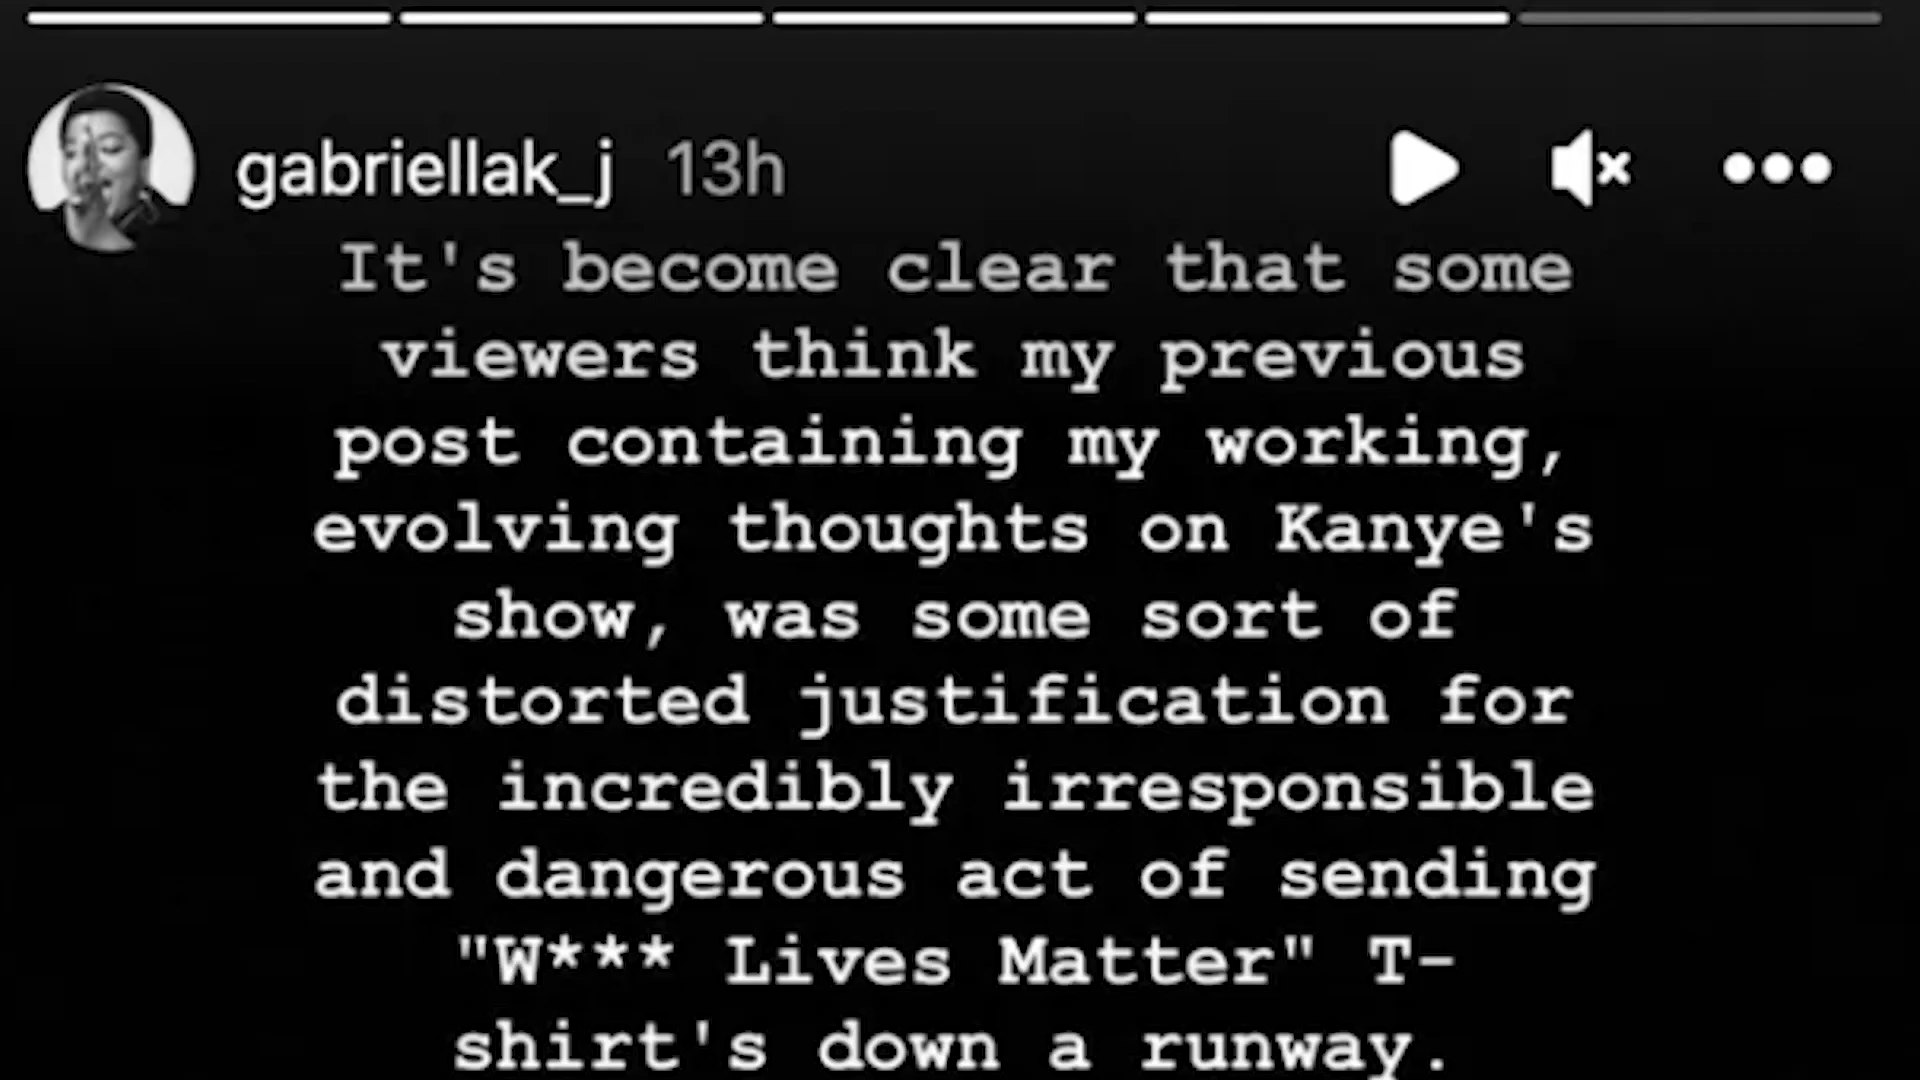 gabriellak_j 13h
It's become clear that some
viewers think my previous
post containing my working,
evolving thoughts on Kanye's
show, was some sort of
distorted justification for
the incredibly irresponsible
and dangerous act of sending
"W*** Lives Matter" T-
shirt's down a runway.